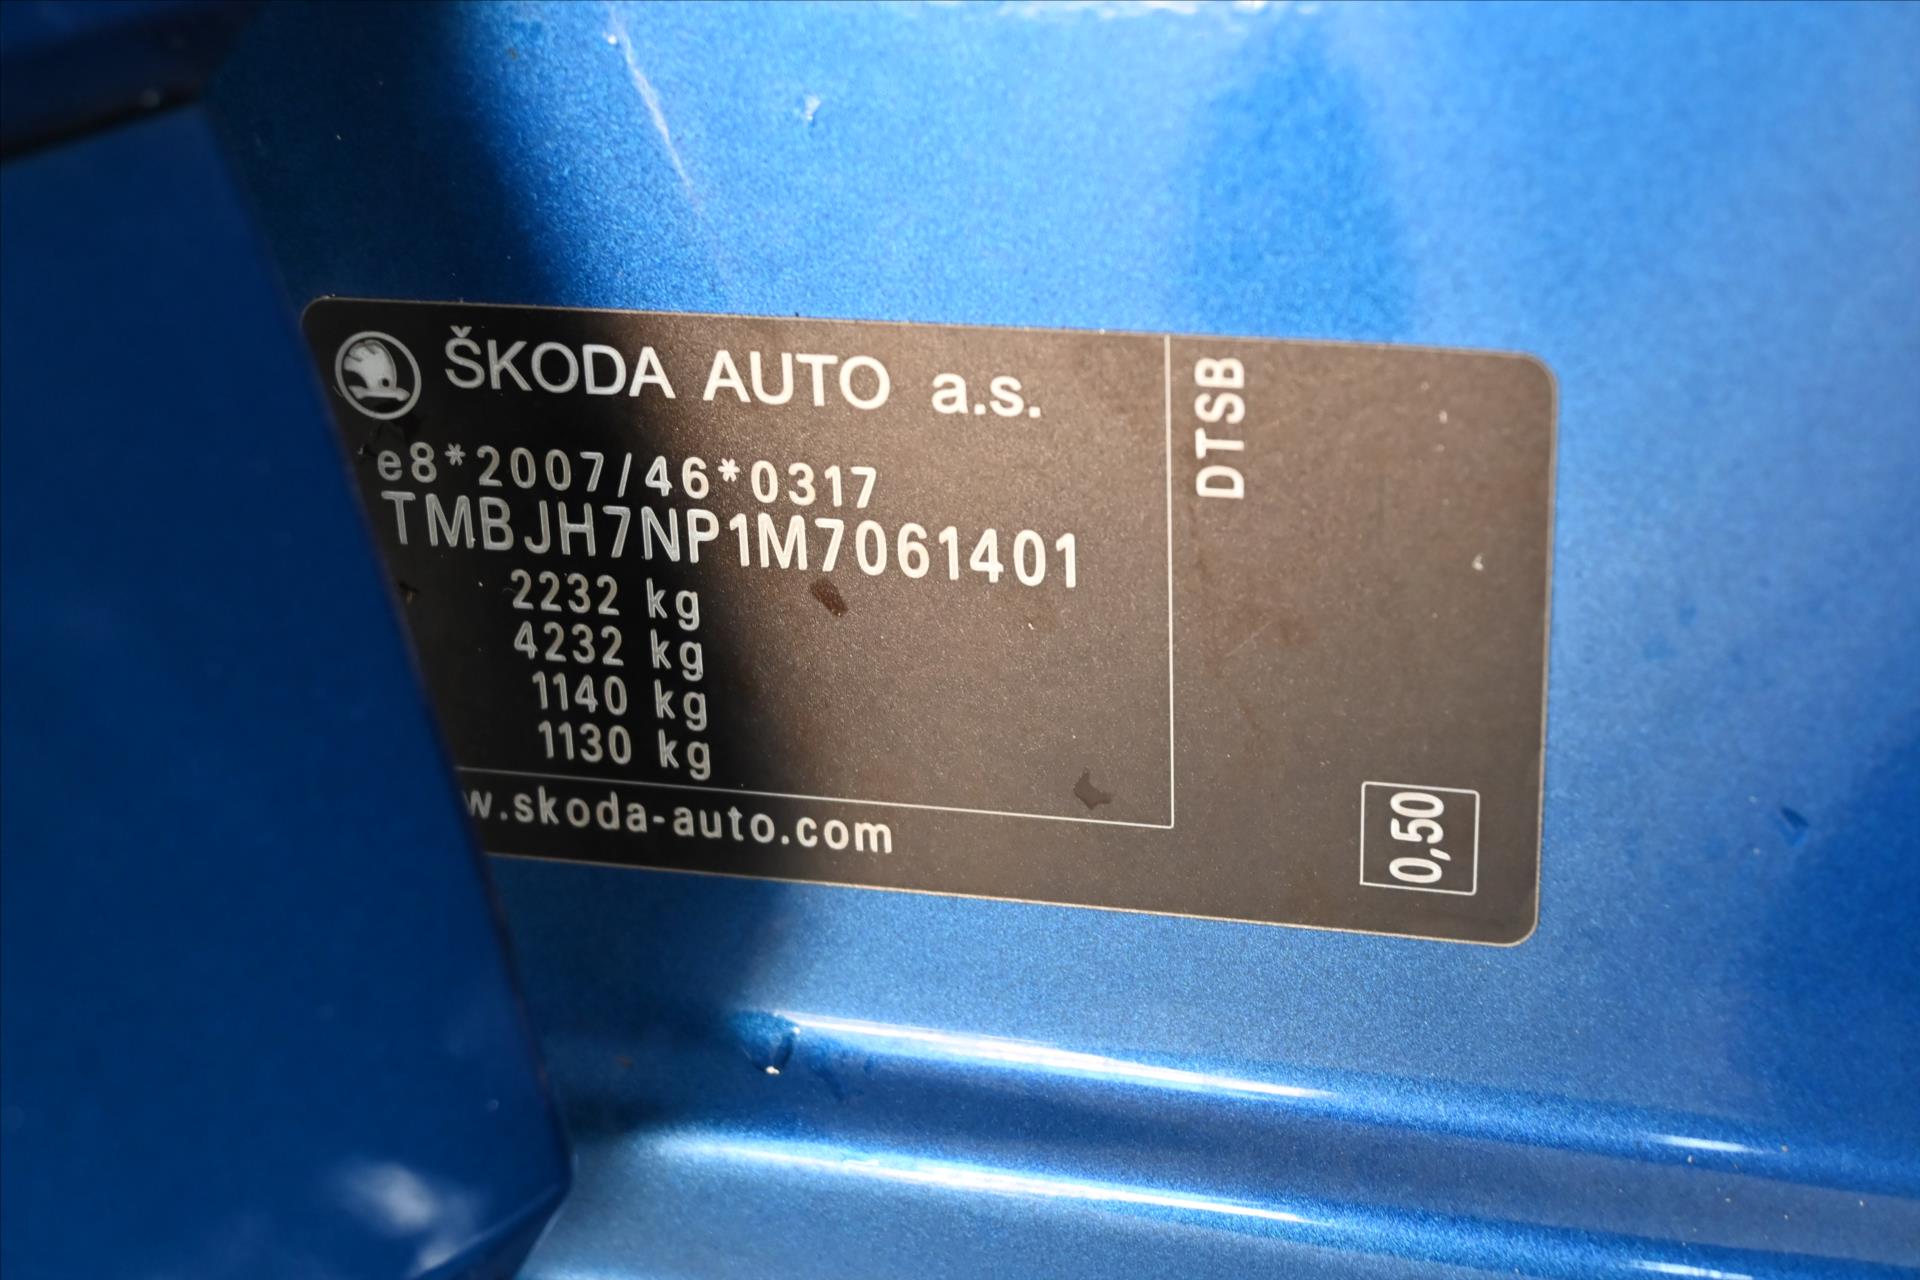 ŠKODA AUTO a.s.
e8*2007/46*0317
TMBJH7NP1M7061401
2232 kg
4232 kg
1140 kg
1130 kg
w.skoda-auto.com
DTSB
0,50